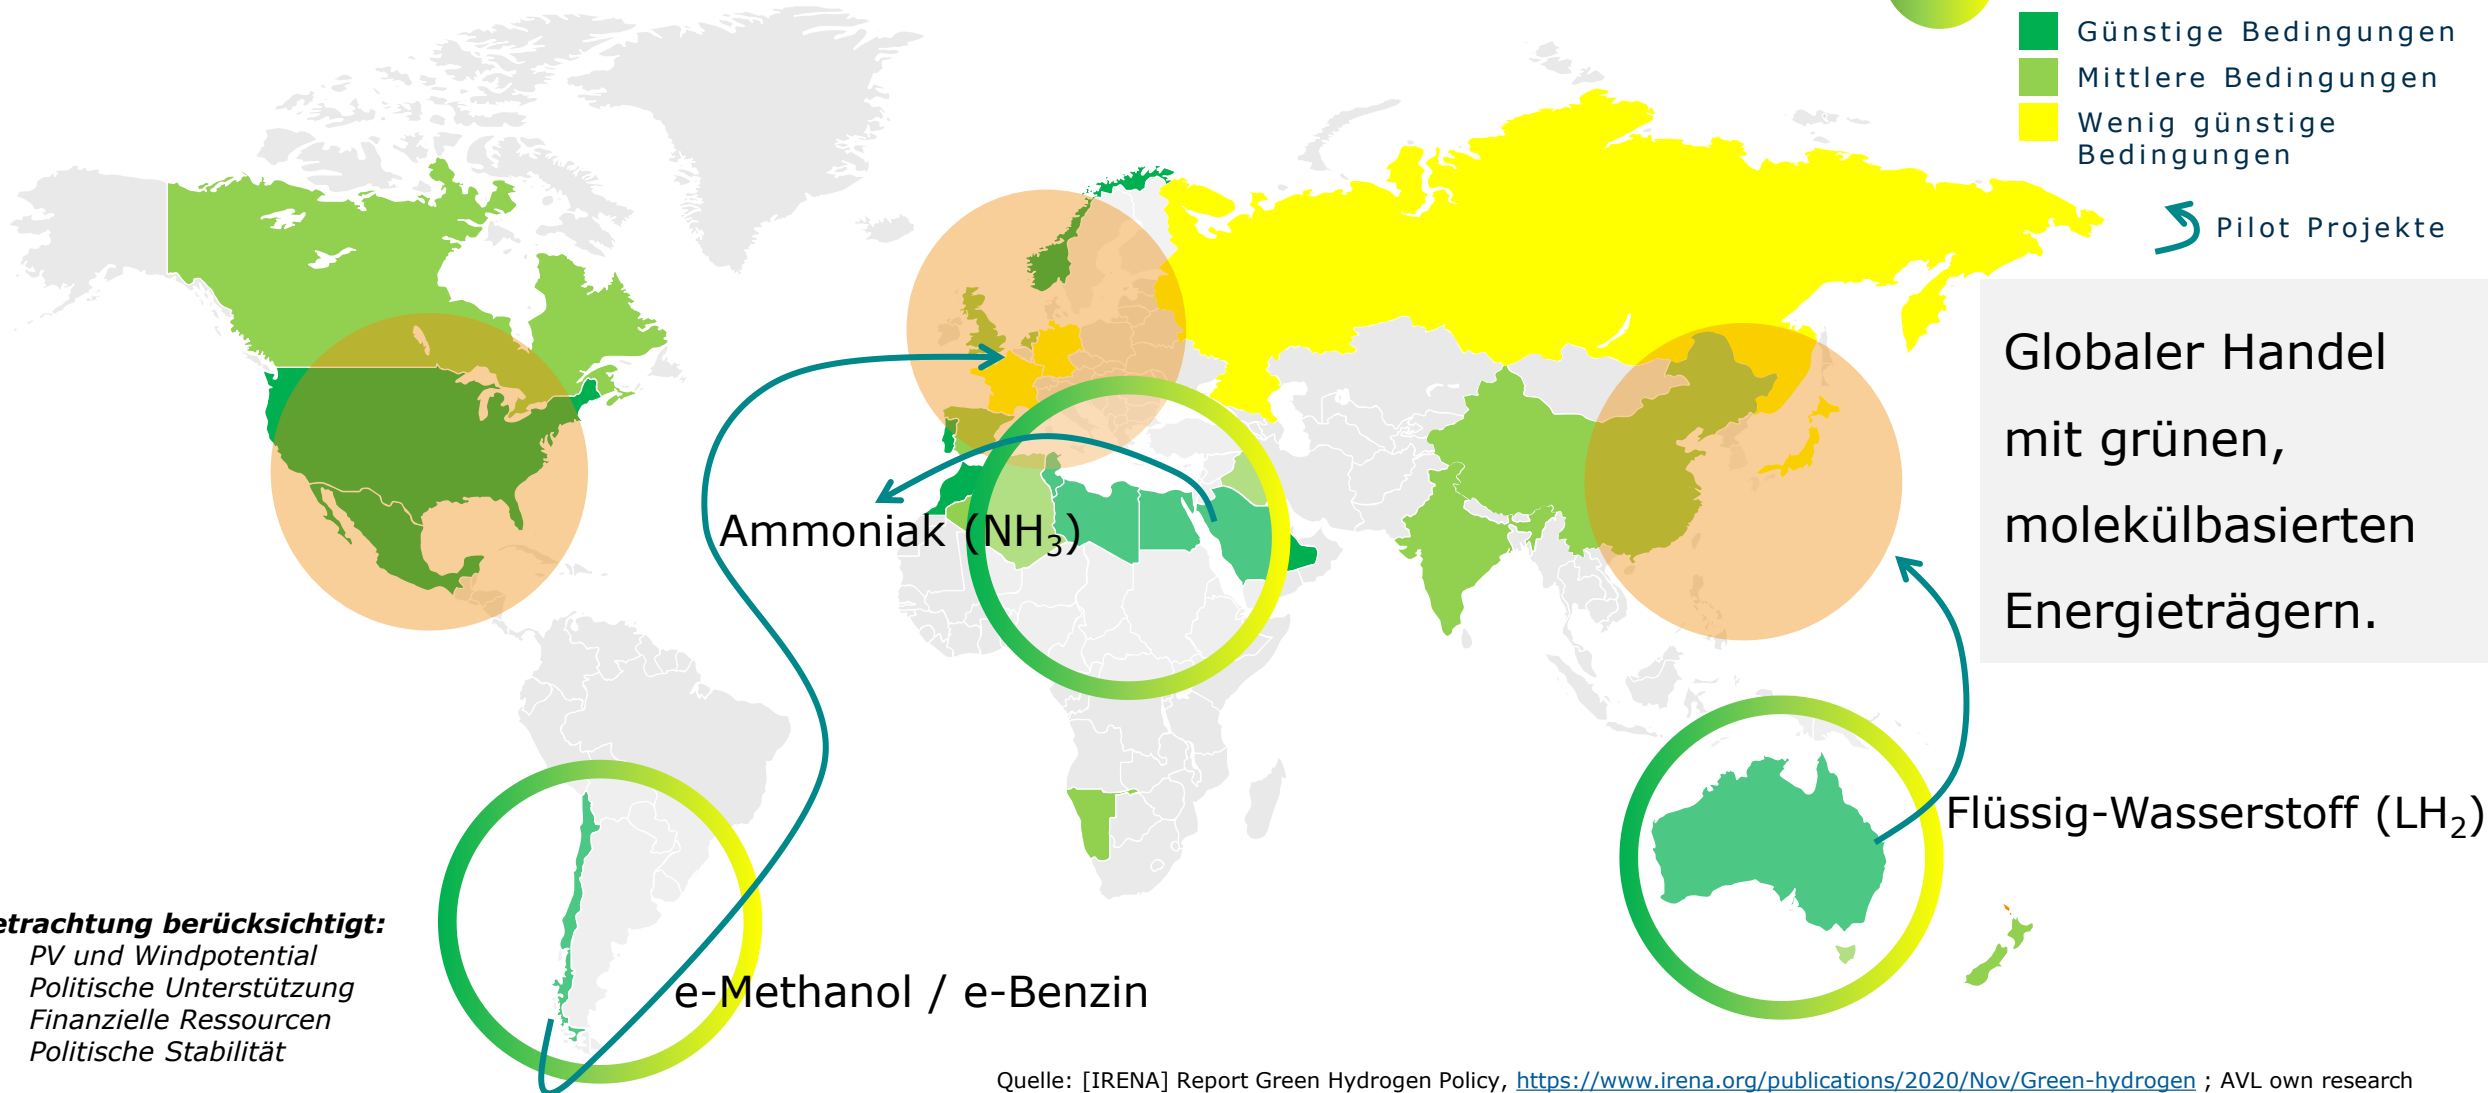 Günstige Bedingungen
Mittlere Bedingungen
Wenig günstige
Bedingungen
Pilot Projekte
Globaler Handel
mit grünen,
molekülbasierten
Energieträgern.
Ammoniak (NH₃)
Flüssig-Wasserstoff (LH₂)
e-Methanol / e-Benzin
etrachtung berücksichtigt:
PV und Windpotential
Politische Unterstützung
Finanzielle Ressourcen
Politische Stabilität
Quelle: [IRENA] Report Green Hydrogen Policy, https://www.irena.org/publications/2020/Nov/Green-hydrogen ; AVL own research